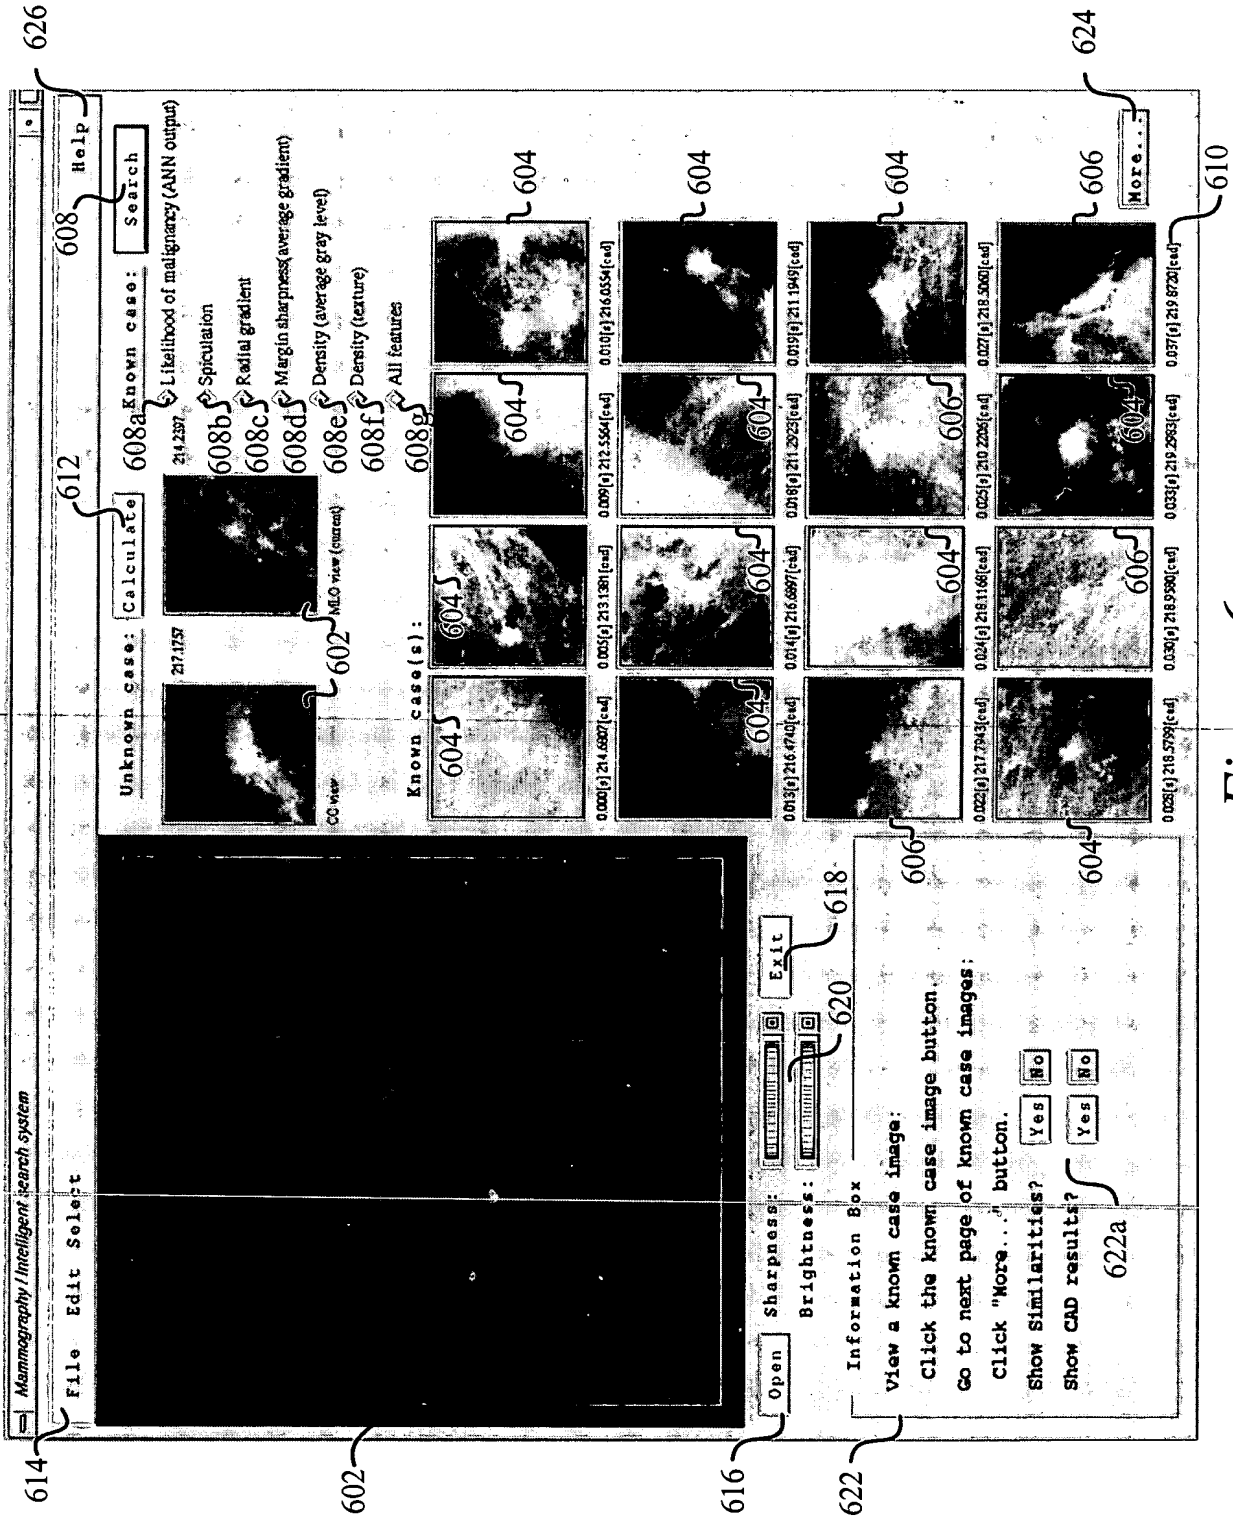 614
626
Mammography / Intelligent search system
File Edit Select
Help
602
612
608
Unknown case:
Calculate
Known case:
Search
217.1757
214.2397
608a
Likelihood of malignancy (ANN output)
608b
Spiculation
608c
Radial gradient
608d
Margin sharpness(average gradient)
608e
Density (average gray level)
608f
Density (texture)
608g
All features
CC view
MLO view (current)
602
Known case(s):
604
604
604
604
0.000[s] 214.6807[cad]
0.005[s] 213.1381[cad]
0.009[s] 212.5564[cad]
0.010[s] 216.0554[cad]
604
604
604
604
0.013[s] 216.4740[cad]
0.014[s] 216.6897[cad]
0.018[s] 211.2923[cad]
0.019[s] 211.1949[cad]
606
604
606
604
0.022[s] 217.7943[cad]
0.024[s] 218.1168[cad]
0.025[s] 210.2206[cad]
0.027[s] 218.5060[cad]
604
606
604
606
0.028[s] 218.5799[cad]
0.030[s] 218.9580[cad]
0.033[s] 219.2983[cad]
0.037[s] 219.8720[cad]
More...
624
610
616
Open
Sharpness:
Brightness:
Exit
618
620
622
Information Box
View a known case image:
Click the known case image button.
Go to next page of known case images:
Click "More..." button.
Show Similarities? Yes No
Show CAD results? Yes No
622a